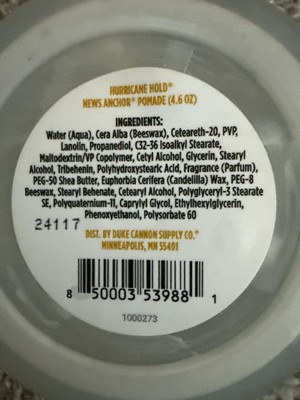 HURRICANE HOLD®
NEWS ANCHOR® POMADE (4.6 OZ)
INGREDIENTS:
Water (Aqua), Cera Alba (Beeswax), Ceteareth-20, PVP,
Lanolin, Propanediol, C32-36 Isoalkyl Stearate,
Maltodextrin/VP Copolymer, Cetyl Alcohol, Glycerin, Stearyl
Alcohol, Tribehenin, Polyhydroxystearic Acid, Fragrance (Parfum),
PEG-50 Shea Butter, Euphorbia Cerifera (Candelilla) Wax, PEG-8
Beeswax, Stearyl Behenate, Cetearyl Alcohol, Polyglyceryl-3 Stearate
SE, Polyquaternium-11, Caprylyl Glycol, Ethylhexylglycerin,
Phenoxyethanol, Polysorbate 60
24117
DIST. BY DUKE CANNON SUPPLY CO.®
MINNEAPOLIS, MN 55401
8 50003 53988 1
1000273